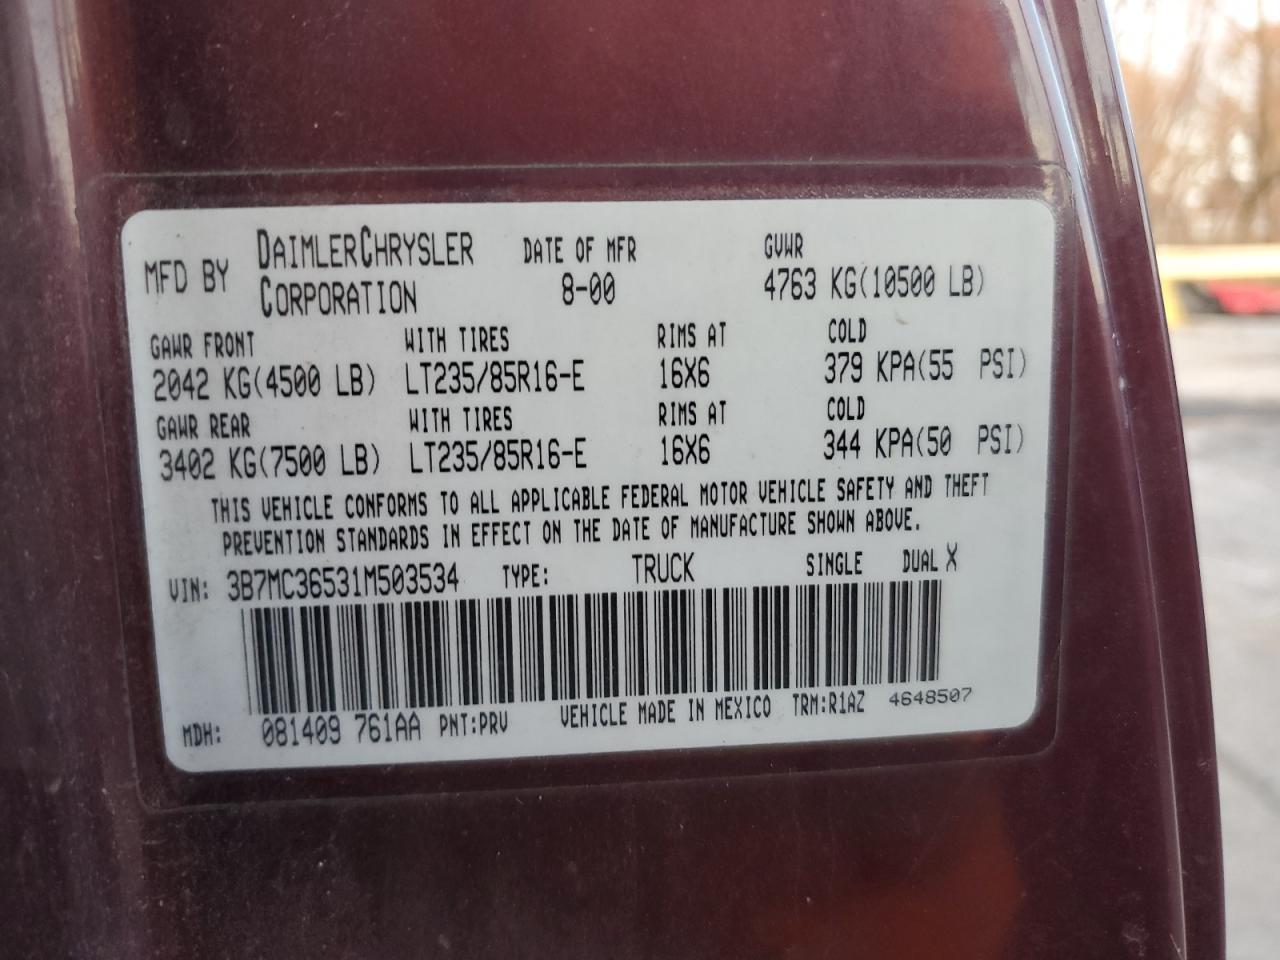 MFD BY DAIMLERCHRYSLER CORPORATION DATE OF MFR 8-00 GVWR 4763 KG(10500 LB)
GAWR FRONT WITH TIRES RIMS AT COLD
2042 KG(4500 LB) LT235/85R16-E 16X6 379 KPA(55 PSI)
GAWR REAR WITH TIRES RIMS AT COLD
3402 KG(7500 LB) LT235/85R16-E 16X6 344 KPA(50 PSI)
THIS VEHICLE CONFORMS TO ALL APPLICABLE FEDERAL MOTOR VEHICLE SAFETY AND THEFT
PREVENTION STANDARDS IN EFFECT ON THE DATE OF MANUFACTURE SHOWN ABOVE.
VIN: 3B7MC36531M503534 TYPE: TRUCK SINGLE DUAL X
MDH: 081409 761AA PNT:PRV VEHICLE MADE IN MEXICO TRM:R1AZ 4648507